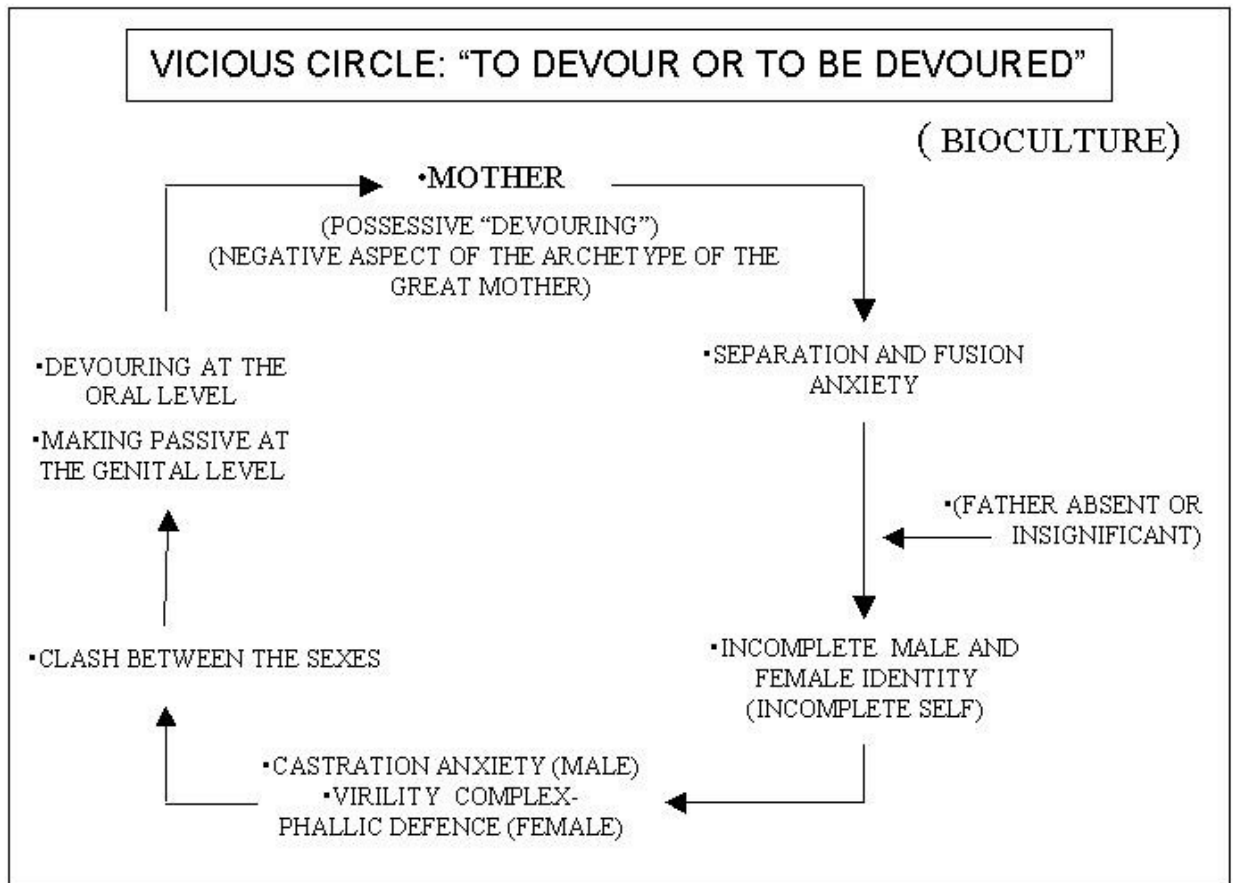 VICIOUS CIRCLE: “TO DEVOUR OR TO BE DEVOURED”
( BIOCULTURE)
•MOTHER
(POSSESSIVE “DEVOURING”)
(NEGATIVE ASPECT OF THE ARCHETYPE OF THE
GREAT MOTHER)
•SEPARATION AND FUSION
ANXIETY
•(FATHER ABSENT OR
INSIGNIFICANT)
•INCOMPLETE MALE AND
FEMALE IDENTITY
(INCOMPLETE SELF)
•CASTRATION ANXIETY (MALE)
•VIRILITY COMPLEX-
PHALLIC DEFENCE (FEMALE)
•CLASH BETWEEN THE SEXES
•DEVOURING AT THE
ORAL LEVEL
•MAKING PASSIVE AT
THE GENITAL LEVEL